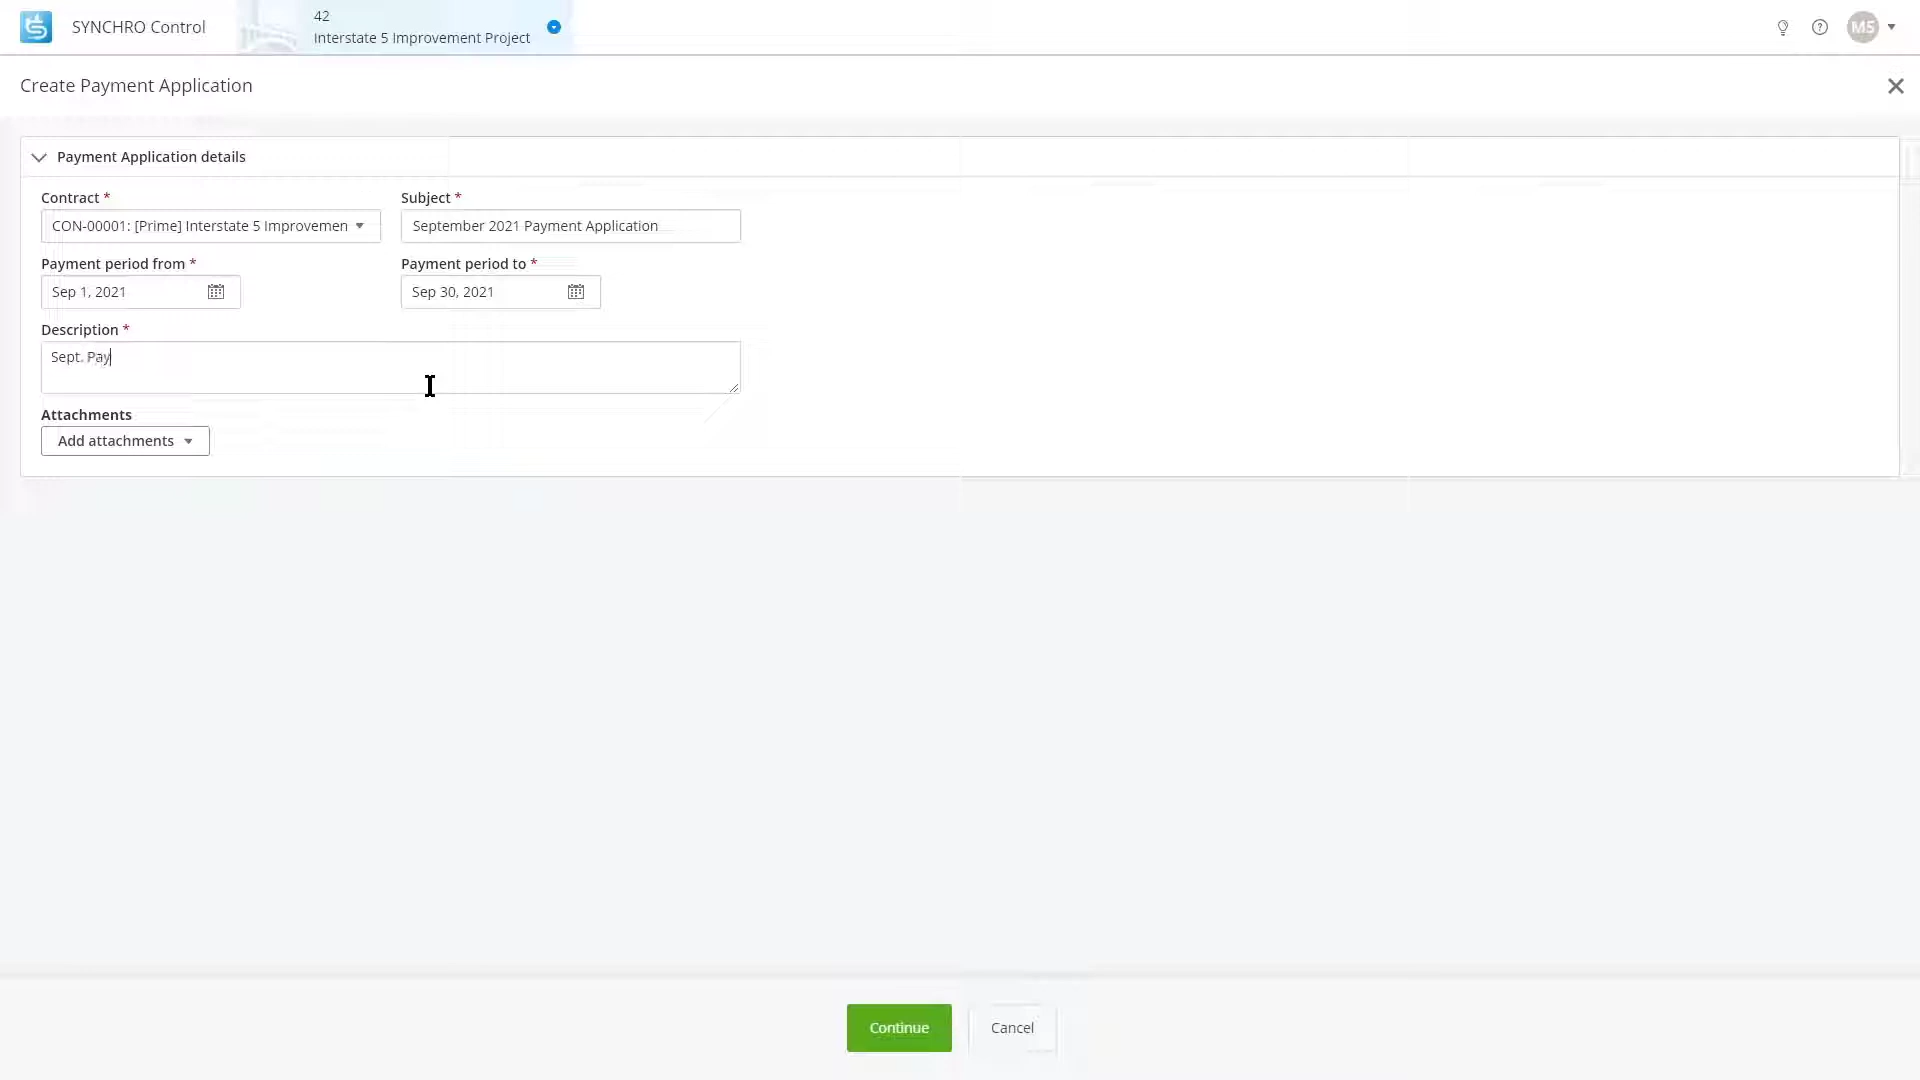 SYNCHRO Control
42
Interstate 5 Improvement Project
MS
Create Payment Application
Payment Application details
Contract *
Subject *
CON-00001: [Prime] Interstate 5 Improvemen
September 2021 Payment Application
Payment period from *
Payment period to *
Sep 1, 2021
Sep 30, 2021
Description *
Sept. Pay
Attachments
Add attachments
Continue
Cancel